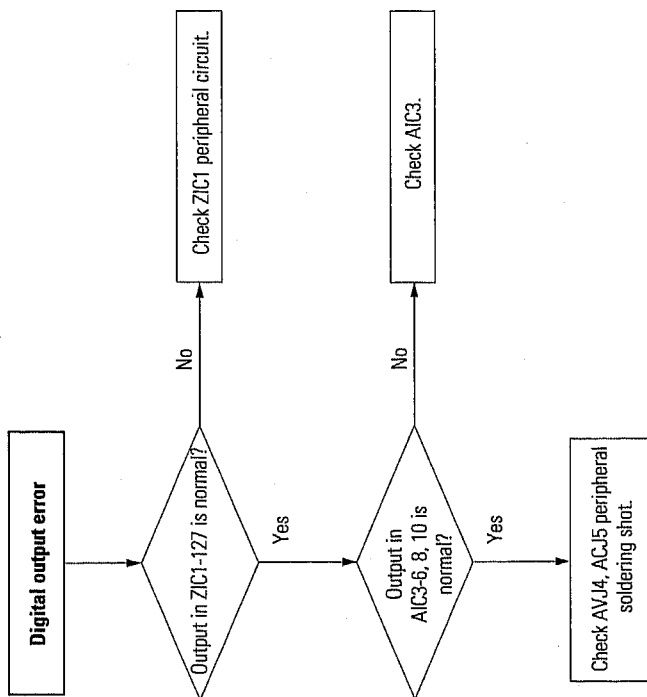 Digital output error
Output in ZIC1-127 is normal?
No
Check ZIC1 peripheral circuit.
Yes
Output in
AIC3-6, 8, 10 is
normal?
No
Check AIC3.
Yes
Check AVJ4, ACJ5 peripheral
soldering shot.